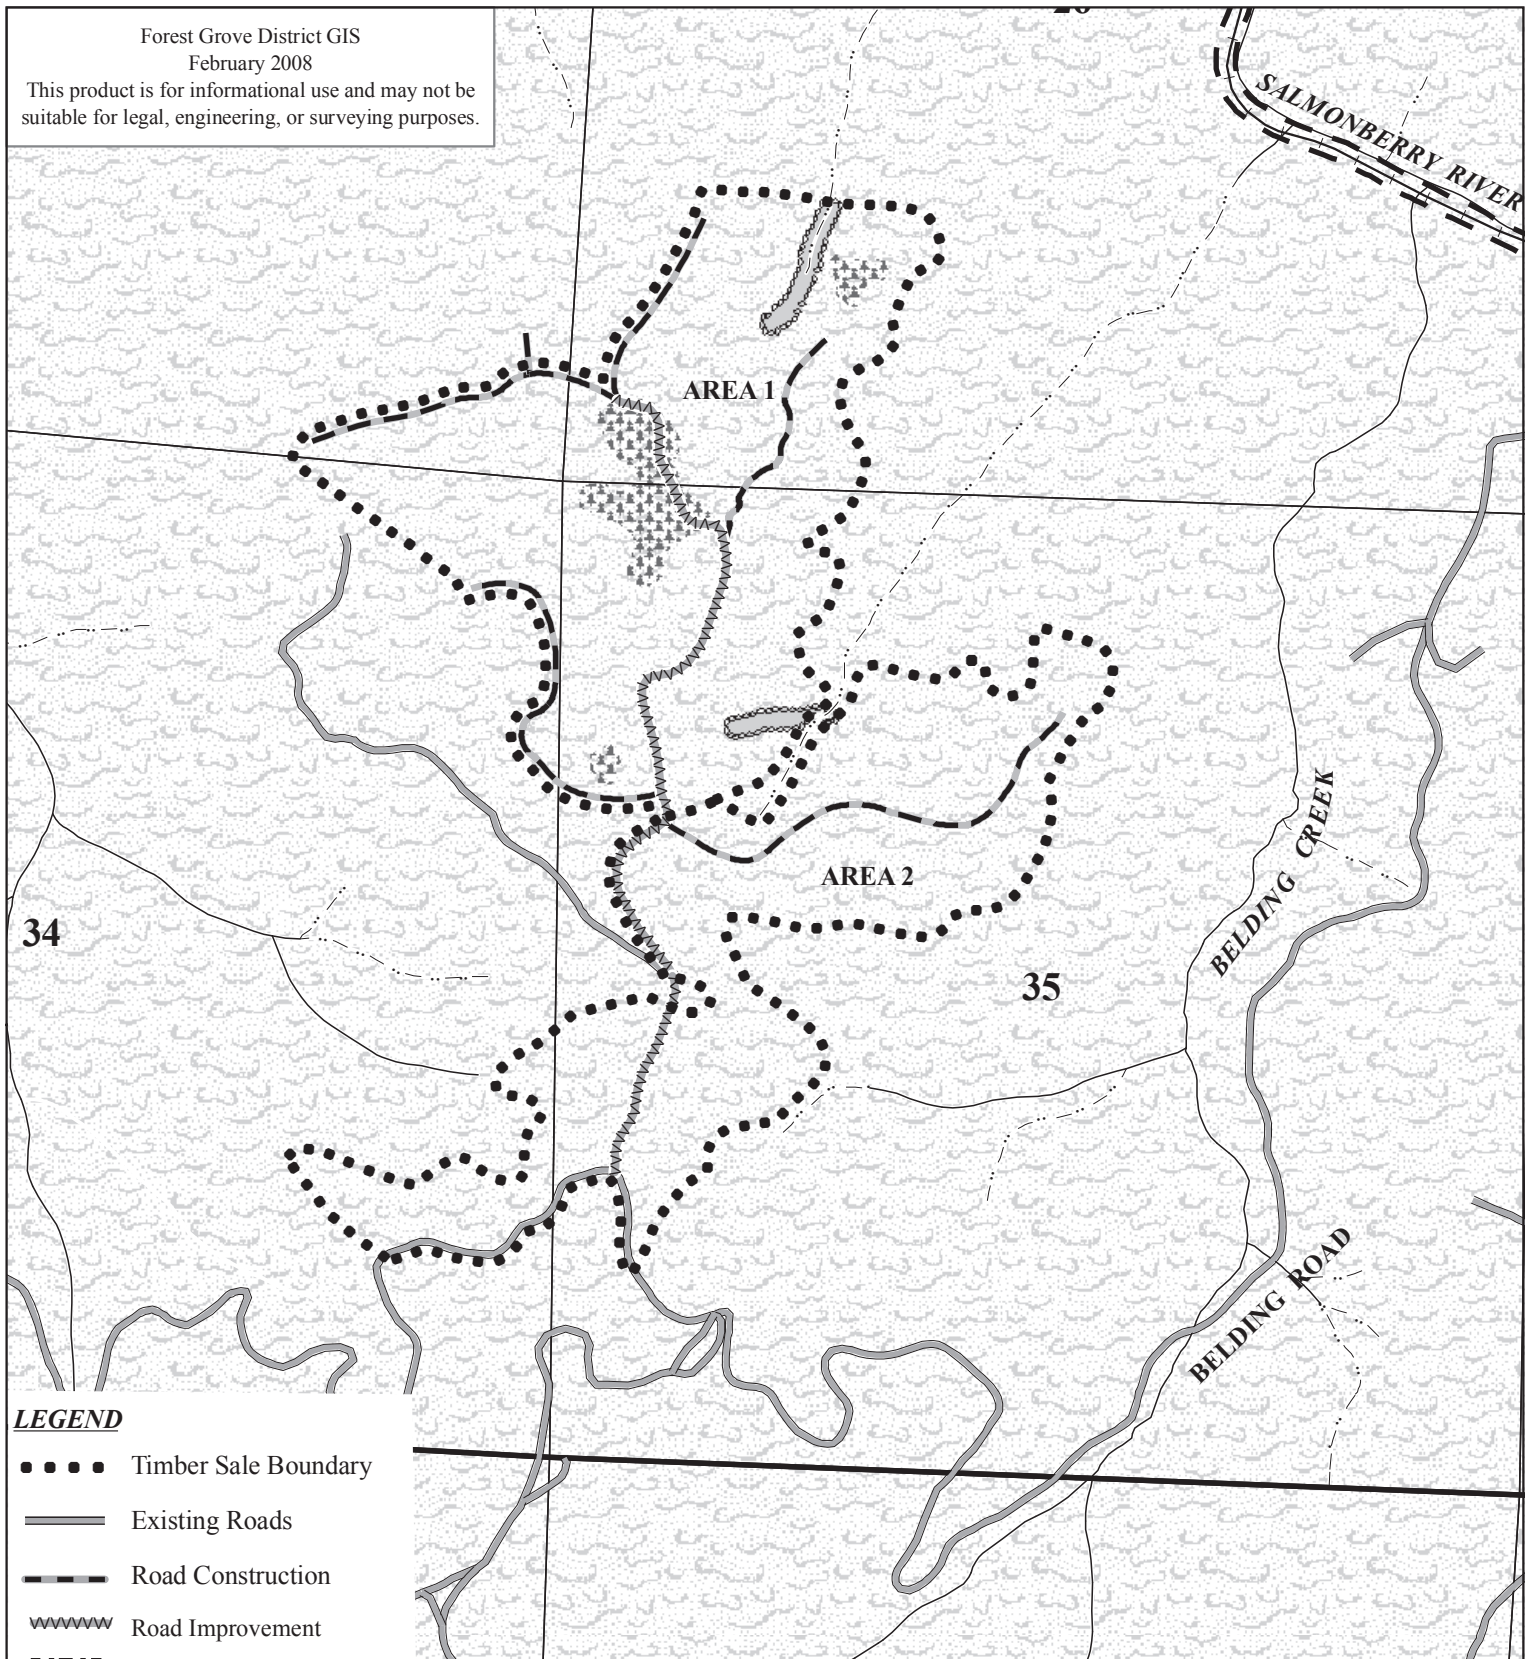 Forest Grove District GIS
February 2008
This product is for informational use and may not be
suitable for legal, engineering, or surveying purposes.
SALMONBERRY RIVER
AREA 1
AREA 2
34
35
BELDING CREEK
BELDING ROAD
LEGEND
Timber Sale Boundary
Existing Roads
Road Construction
Road Improvement